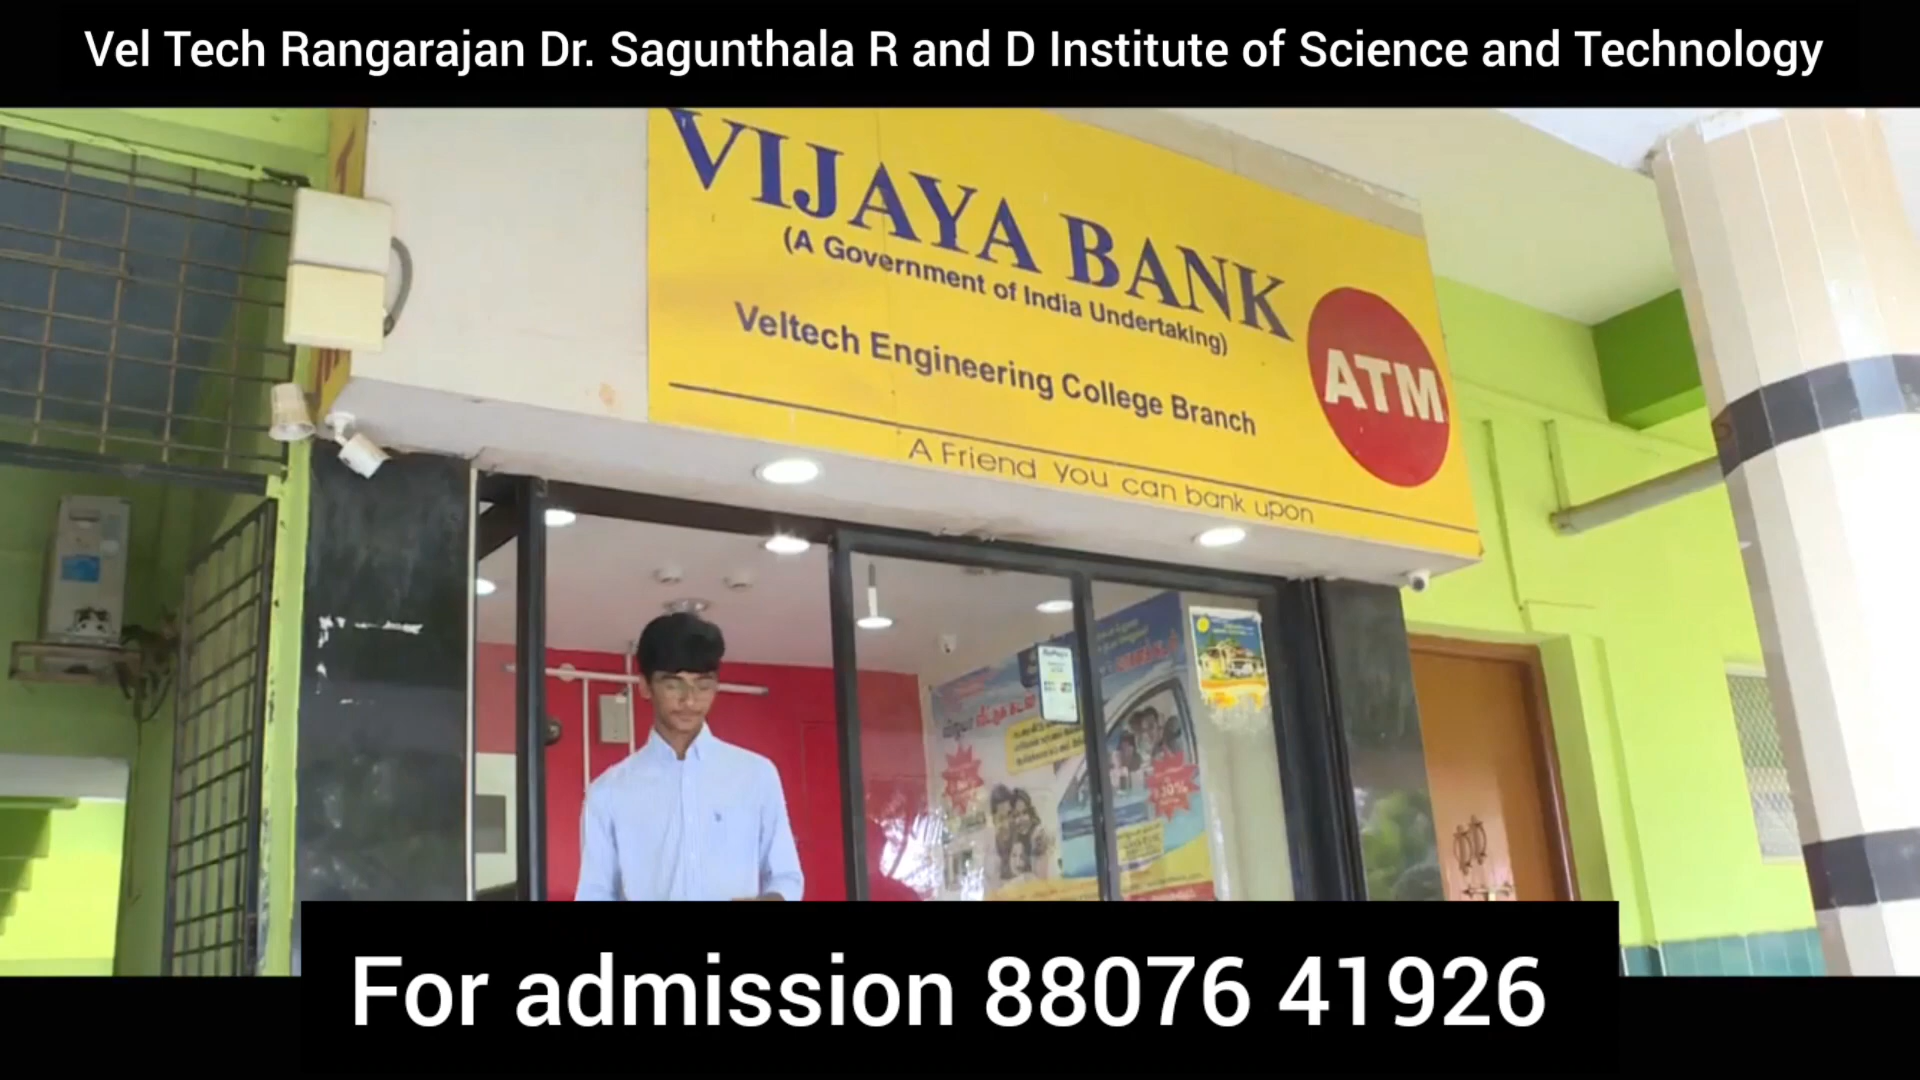 Vel Tech Rangarajan Dr. Sagunthala R and D Institute of Science and Technology
VIJAYA BANK
(A Government of India Undertaking)
Veltech Engineering College Branch
ATM
A Friend You can bank upon
For admission 88076 41926